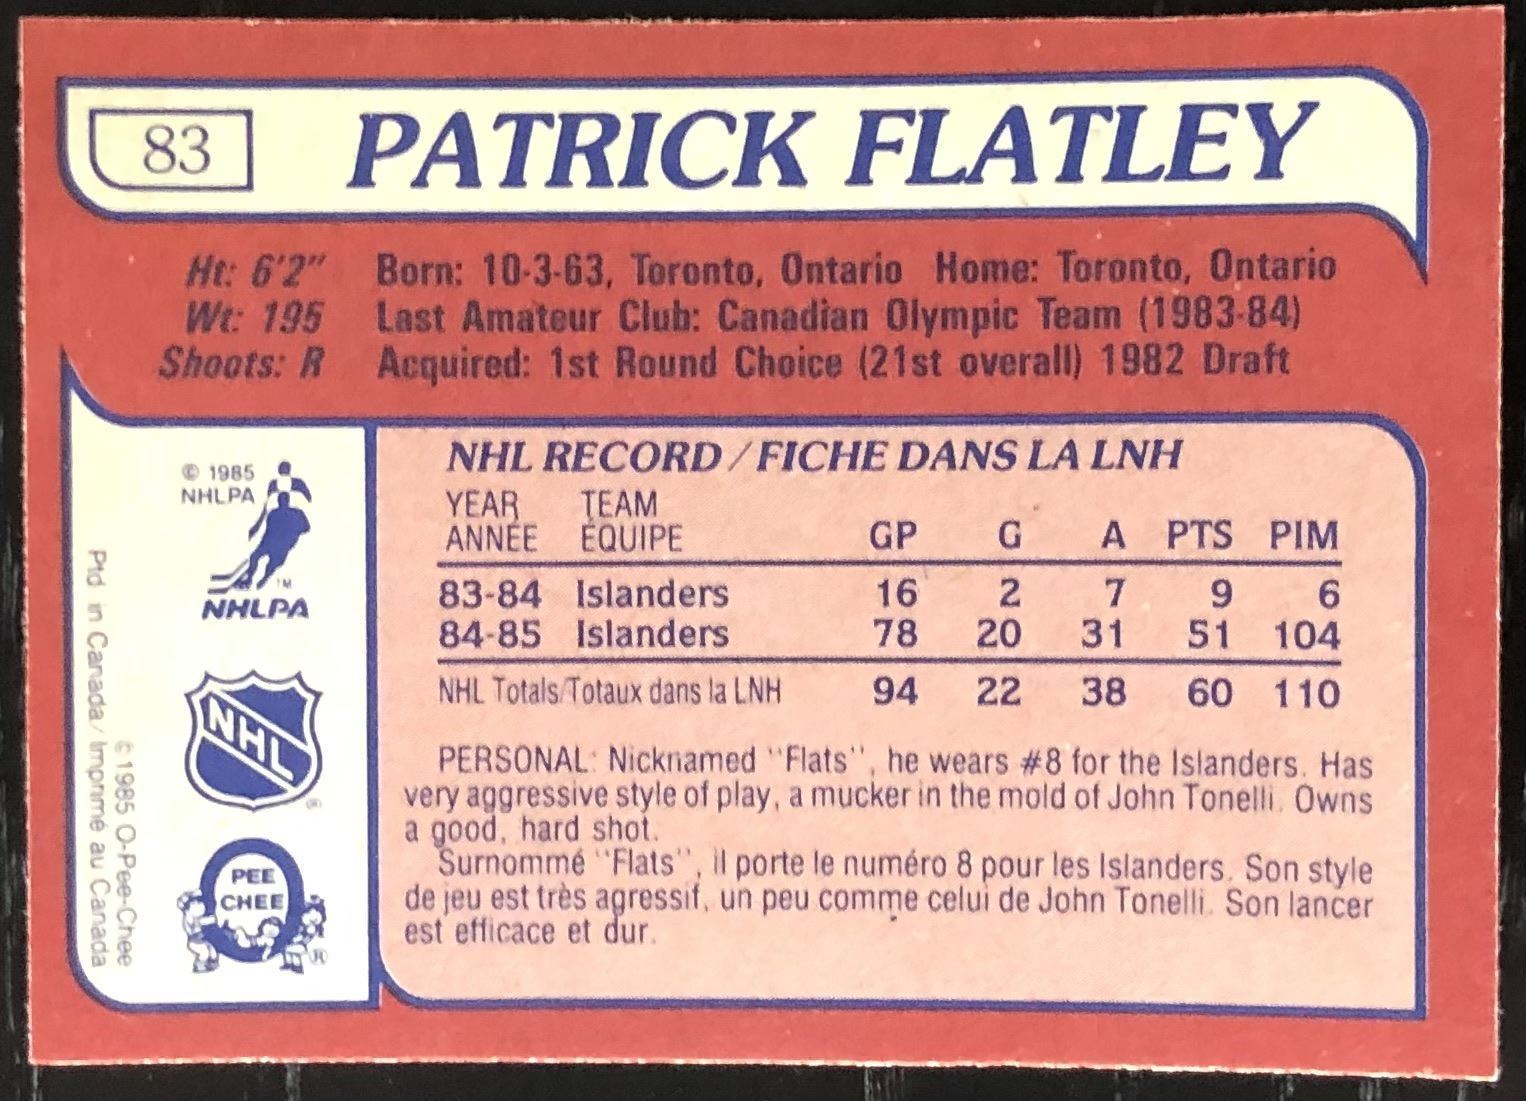 83
PATRICK FLATLEY
Ht: 6'2" Born: 10-3-63, Toronto, Ontario Home: Toronto, Ontario
Wt: 195 Last Amateur Club: Canadian Olympic Team (1983-84)
Shoots: R Acquired: 1st Round Choice (21st overall) 1982 Draft
© 1985
NHLPA
TM
NHLPA
NHL
®
PEE
CHEE
®
©1985 O-Pee-Chee
Ptd in Canada/Imprimé au Canada
NHL RECORD/FICHE DANS LA LNH
YEAR TEAM
ANNÉE ÉQUIPE GP G A PTS PIM
83-84 Islanders 16 2 7 9 6
84-85 Islanders 78 20 31 51 104
NHL Totals/Totaux dans la LNH 94 22 38 60 110
PERSONAL: Nicknamed "Flats", he wears #8 for the Islanders. Has
very aggressive style of play, a mucker in the mold of John Tonelli. Owns
a good, hard shot.
Surnommé "Flats", il porte le numéro 8 pour les Islanders. Son style
de jeu est très agressif, un peu comme celui de John Tonelli. Son lancer
est efficace et dur.